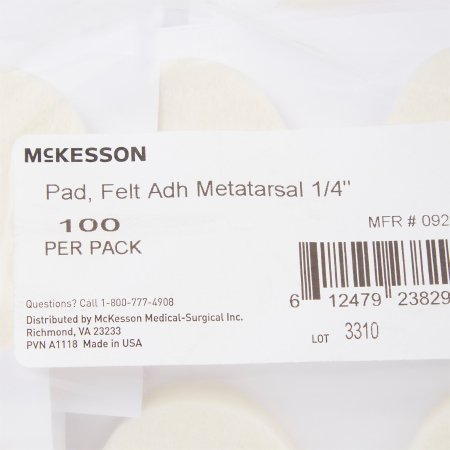 McKESSON
Pad, Felt Adh Metatarsal 1/4"
100
PER PACK
MFR # 092
6 12479 23829
LOT 3310
Questions? Call 1-800-777-4908
Distributed by McKesson Medical-Surgical Inc.
Richmond, VA 23233
PVN A1118 Made in USA